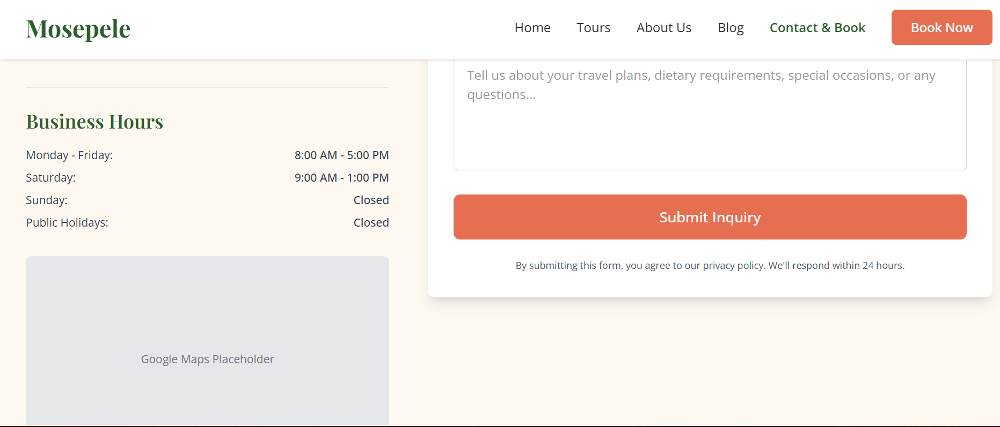 Mosepele
Home
Tours
About Us
Blog
Contact & Book
Book Now
Business Hours
Monday - Friday:
8:00 AM - 5:00 PM
Saturday:
9:00 AM - 1:00 PM
Sunday:
Closed
Public Holidays:
Closed
Google Maps Placeholder
Tell us about your travel plans, dietary requirements, special occasions, or any
questions...
Submit Inquiry
By submitting this form, you agree to our privacy policy. We'll respond within 24 hours.